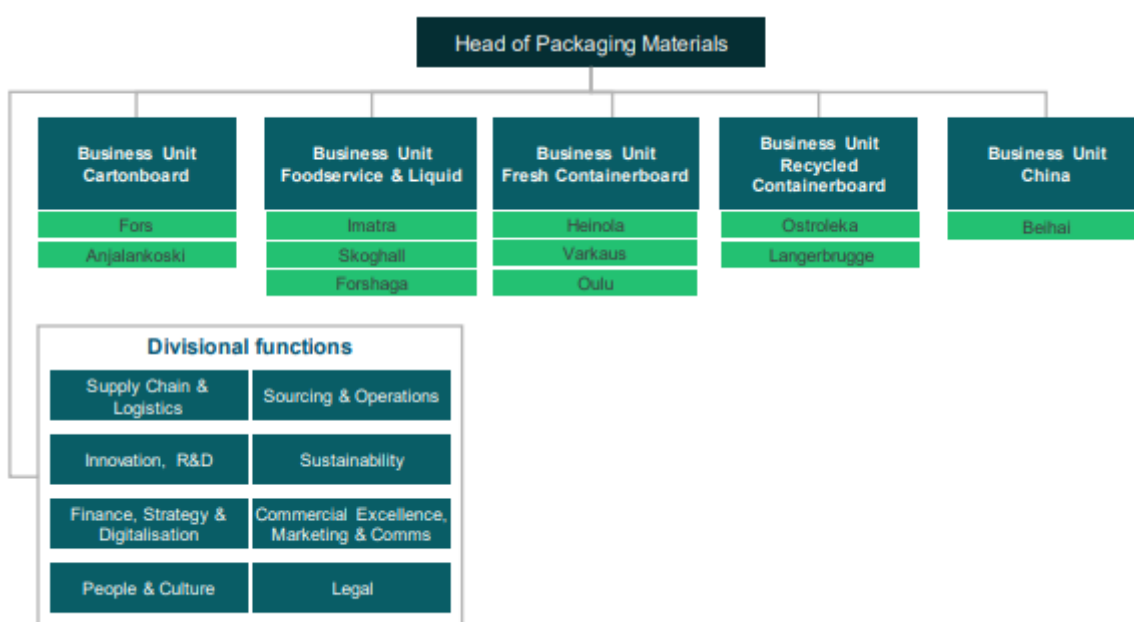 Head of Packaging Materials
Business Unit
Cartonboard
Fors
Anjalankoski
Business Unit
Foodservice & Liquid
Imatra
Skoghall
Forshaga
Business Unit
Fresh Containerboard
Heinola
Varkaus
Oulu
Business Unit
Recycled
Containerboard
Ostroleka
Langerbrugge
Business Unit
China
Beihai
Divisional functions
Supply Chain &
Logistics
Sourcing & Operations
Innovation, R&D
Sustainability
Finance, Strategy &
Digitalisation
Commercial Excellence,
Marketing & Comms
People & Culture
Legal